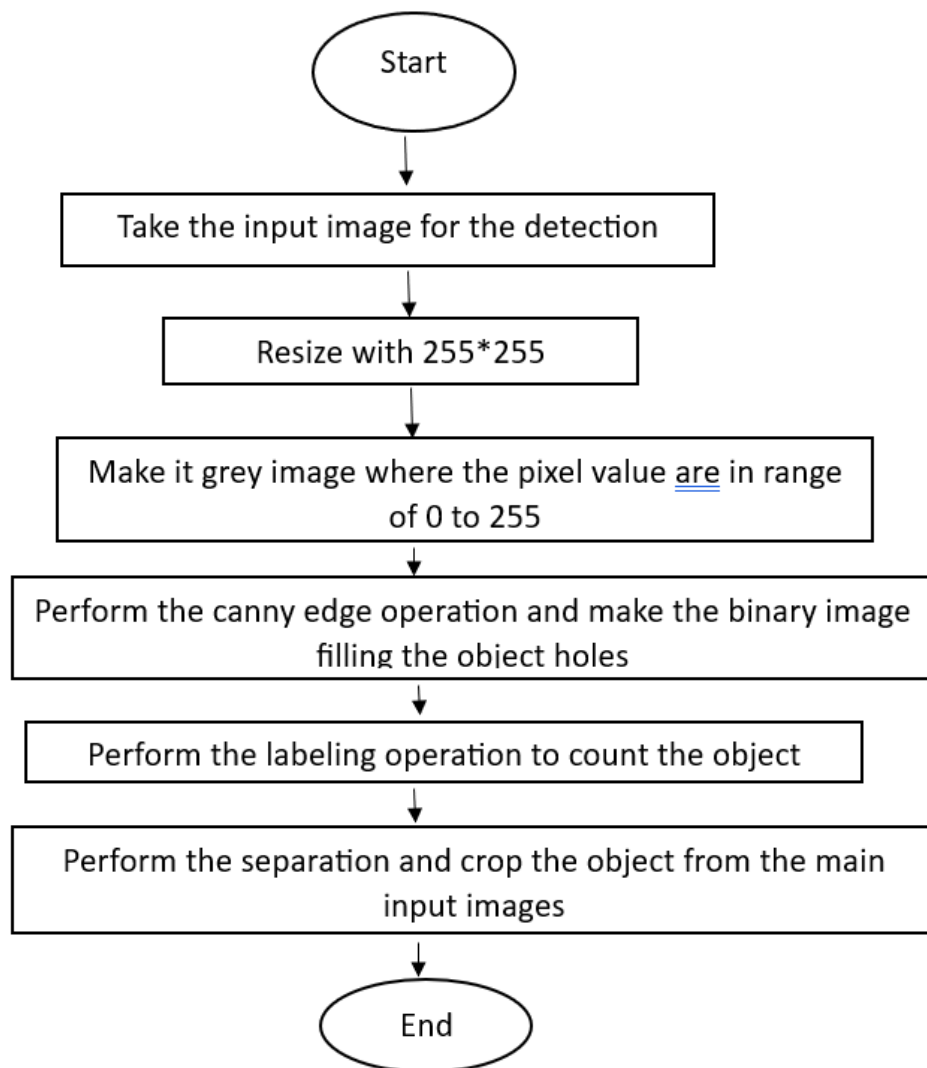 Start
Take the input image for the detection
Resize with 255*255
Make it grey image where the pixel value are in range
of 0 to 255
Perform the canny edge operation and make the binary image
filling the object holes
Perform the labeling operation to count the object
Perform the separation and crop the object from the main
input images
End